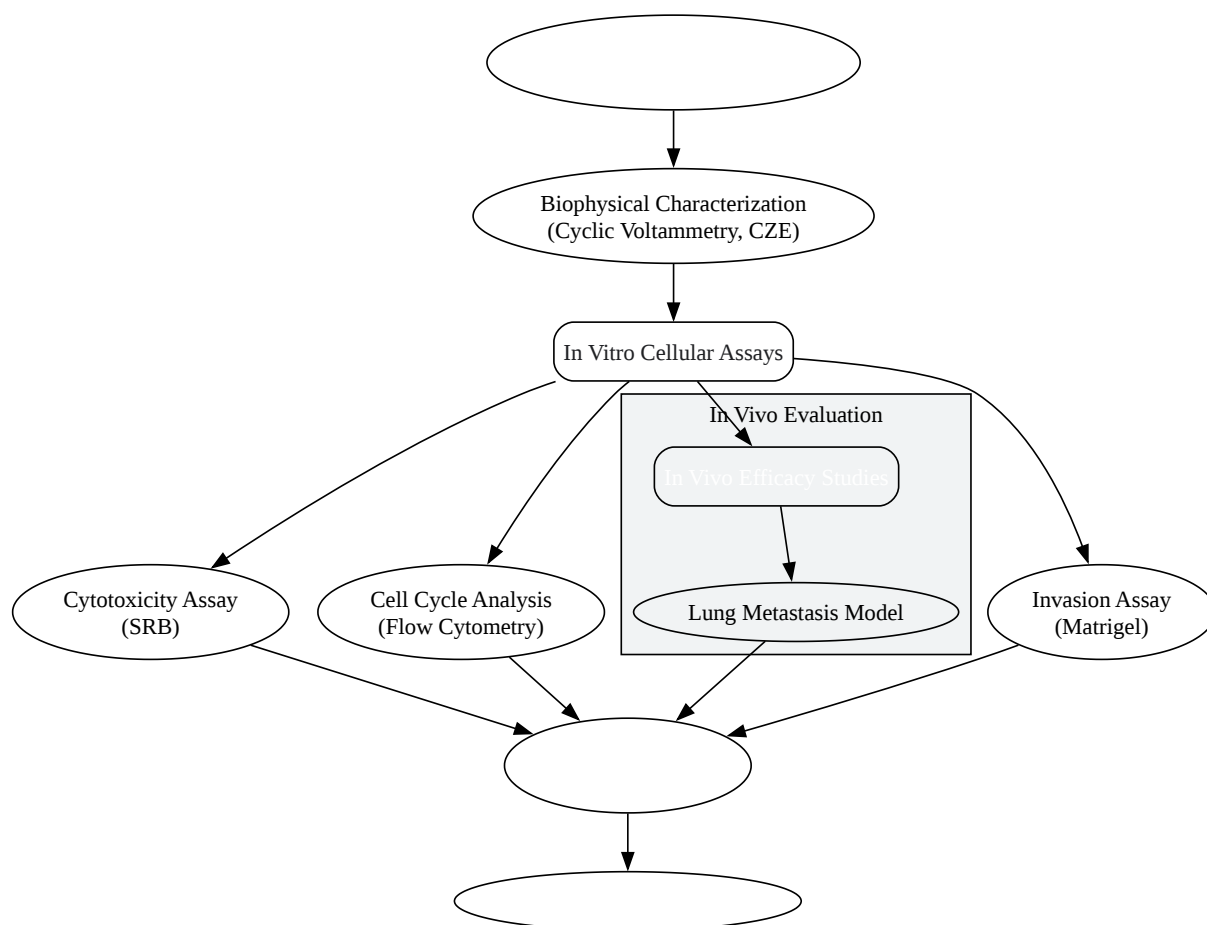 Biophysical Characterization
(Cyclic Voltammetry, CZE)
In Vitro Cellular Assays
In Vivo Evaluation
In Vivo Efficacy Studies
Cytotoxicity Assay
(SRB)
Cell Cycle Analysis
(Flow Cytometry)
Lung Metastasis Model
Invasion Assay
(Matrigel)